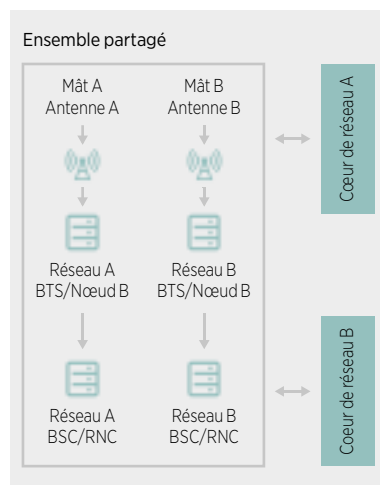 Ensemble partagé
Mât A
Antenne A
Mât B
Antenne B
Réseau A
BTS/Nœud B
Réseau B
BTS/Nœud B
Réseau A
BSC/RNC
Réseau B
BSC/RNC
Cœur de réseau A
Coeur de réseau B